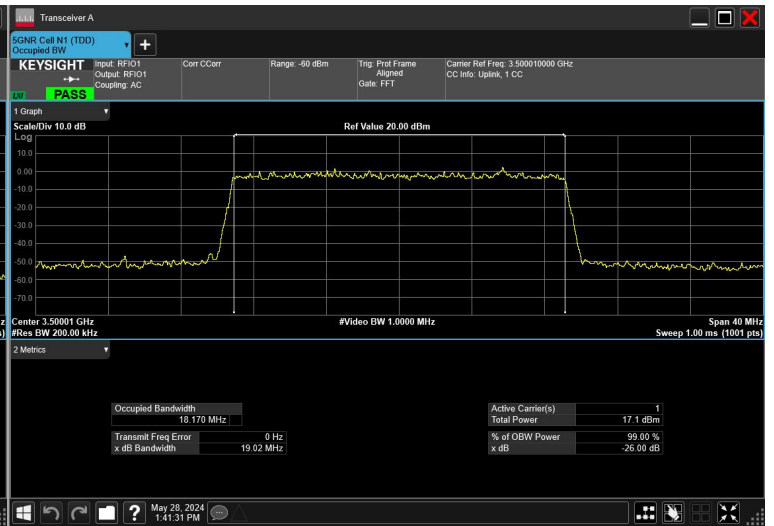 Transceiver A
5GNR Cell N1 (TDD)
Occupied BW
+
KEYSIGHT
Input: RFIO1
Output: RFIO1
Coupling: AC
Corr CCorr
Range: -60 dBm
Trig: Prot Frame
Aligned
Gate: FFT
Carrier Ref Freq: 3.500010000 GHz
CC Info: Uplink, 1 CC
LXI
PASS
1 Graph
Scale/Div 10.0 dB
Ref Value 20.00 dBm
Log
10.0
0.00
-10.0
-20.0
-30.0
-40.0
-50.0
-60.0
-70.0
Center 3.50001 GHz
#Video BW 1.0000 MHz
Span 40 MHz
#Res BW 200.00 kHz
Sweep 1.00 ms (1001 pts)
2 Metrics
Occupied Bandwidth
18.170 MHz
Transmit Freq Error 0 Hz
x dB Bandwidth 19.02 MHz
Active Carrier(s) 1
Total Power 17.1 dBm
% of OBW Power 99.00 %
x dB -26.00 dB
?
May 28, 2024
1:41:31 PM